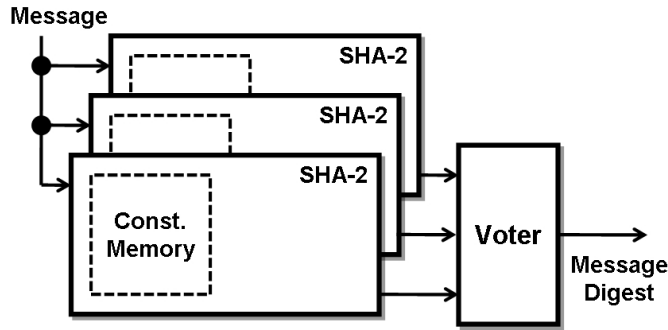 Message
SHA-2
SHA-2
SHA-2
Const.
Memory
Voter
Message
Digest